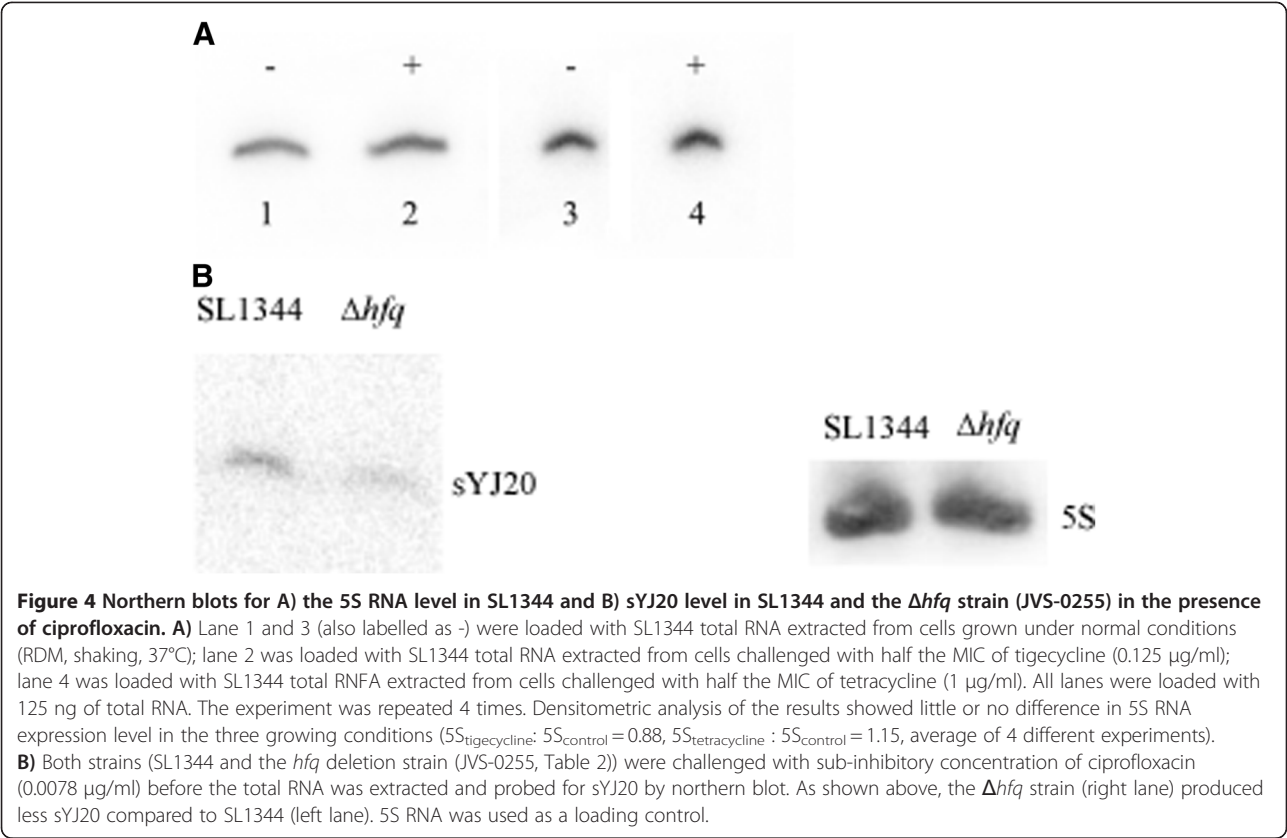 A
- + - +
1 2 3 4
B
SL1344 Δhfq
sYJ20
SL1344 Δhfq
5S
Figure 4 Northern blots for A) the 5S RNA level in SL1344 and B) sYJ20 level in SL1344 and the Δhfq strain (JVS-0255) in the presence
of ciprofloxacin. A) Lane 1 and 3 (also labelled as -) were loaded with SL1344 total RNA extracted from cells grown under normal conditions
(RDM, shaking, 37°C); lane 2 was loaded with SL1344 total RNA extracted from cells challenged with half the MIC of tigecycline (0.125 μg/ml);
lane 4 was loaded with SL1344 total RNFA extracted from cells challenged with half the MIC of tetracycline (1 μg/ml). All lanes were loaded with
125 ng of total RNA. The experiment was repeated 4 times. Densitometric analysis of the results showed little or no difference in 5S RNA
expression level in the three growing conditions (5Stigecycline: 5Scontrol = 0.88, 5Stetracycline : 5Scontrol = 1.15, average of 4 different experiments).
B) Both strains (SL1344 and the hfq deletion strain (JVS-0255, Table 2)) were challenged with sub-inhibitory concentration of ciprofloxacin
(0.0078 μg/ml) before the total RNA was extracted and probed for sYJ20 by northern blot. As shown above, the Δhfq strain (right lane) produced
less sYJ20 compared to SL1344 (left lane). 5S RNA was used as a loading control.